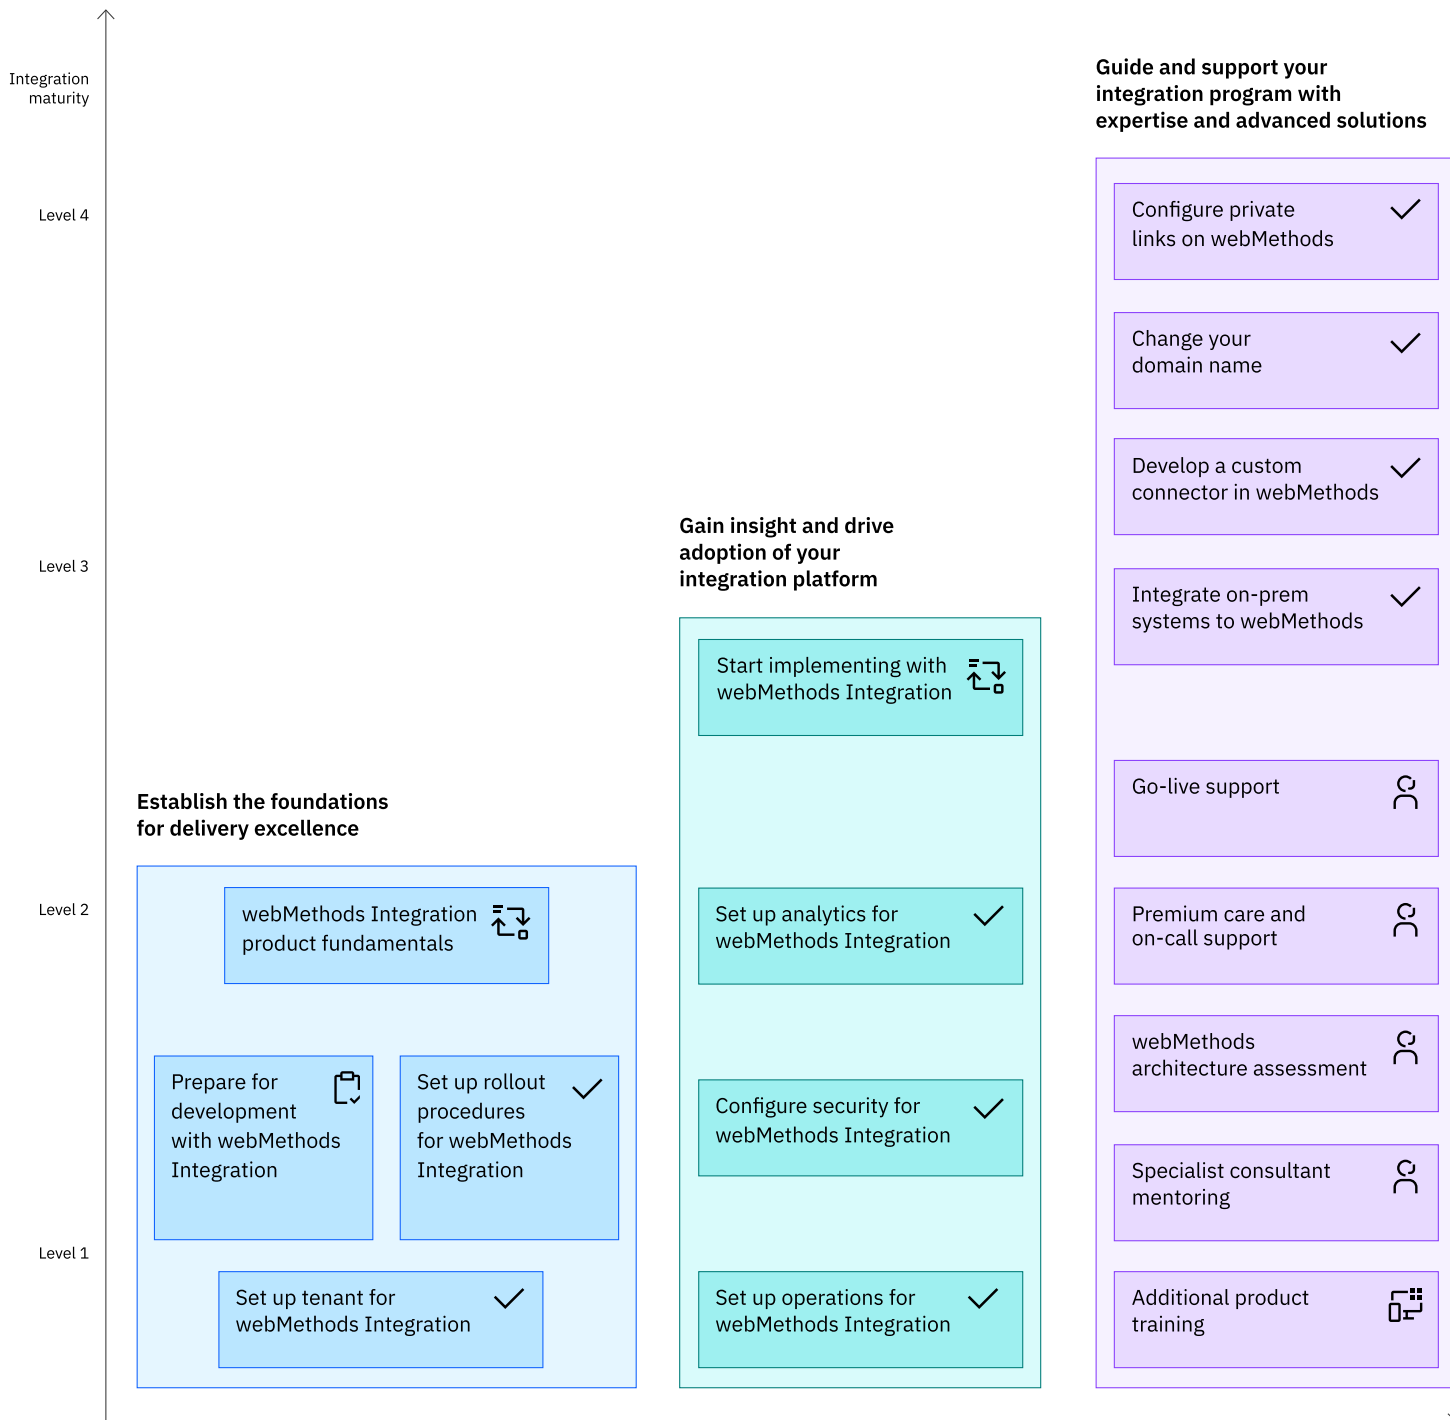 Integration
maturity
Level 4
Level 3
Level 2
Level 1
Establish the foundations
for delivery excellence
webMethods Integration
product fundamentals
Prepare for
development
with webMethods
Integration
Set up rollout
procedures
for webMethods
Integration
Set up tenant for
webMethods Integration
Gain insight and drive
adoption of your
integration platform
Start implementing with
webMethods Integration
Set up analytics for
webMethods Integration
Configure security for
webMethods Integration
Set up operations for
webMethods Integration
Guide and support your
integration program with
expertise and advanced solutions
Configure private
links on webMethods
Change your
domain name
Develop a custom
connector in webMethods
Integrate on-prem
systems to webMethods
Go-live support
Premium care and
on-call support
webMethods
architecture assessment
Specialist consultant
mentoring
Additional product
training